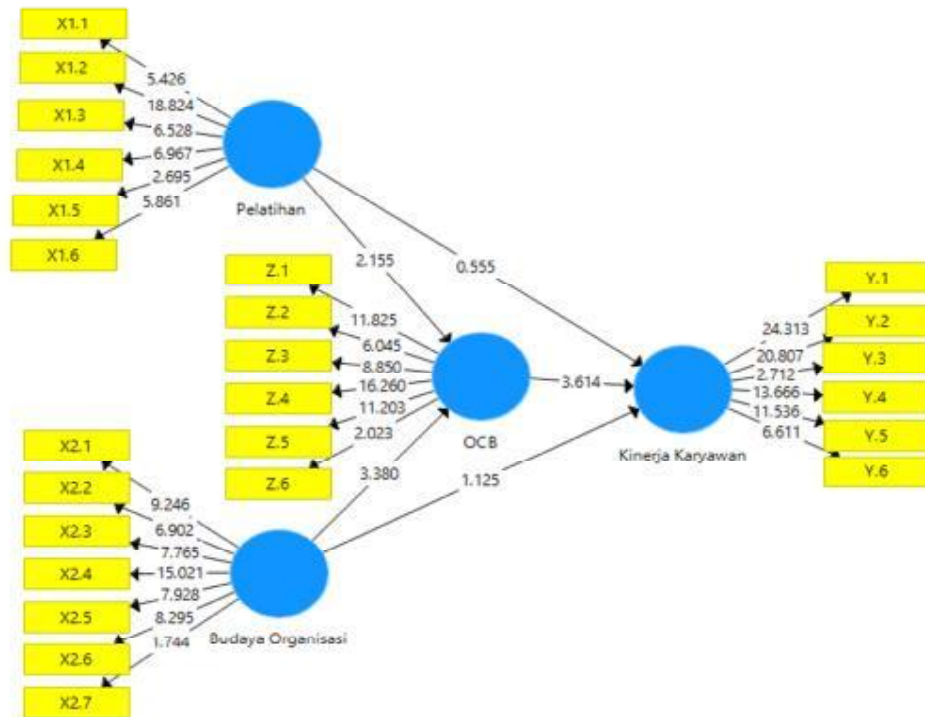 X1.1
X1.2
X1.3
X1.4
X1.5
X1.6
5.426
18.824
6.528
6.967
2.695
5.861
Pelatihan
2.155
0.555
Z.1
Z.2
Z.3
Z.4
Z.5
Z.6
11.825
6.045
8.850
16.260
11.203
2.023
OCB
3.614
Y.1
Y.2
Y.3
Y.4
Y.5
Y.6
24.313
20.807
2.712
13.666
11.536
6.611
Kinerja Karyawan
X2.1
X2.2
X2.3
X2.4
X2.5
X2.6
X2.7
9.246
6.902
7.765
15.021
7.928
8.295
1.744
Budaya Organisasi
3.380
1.125